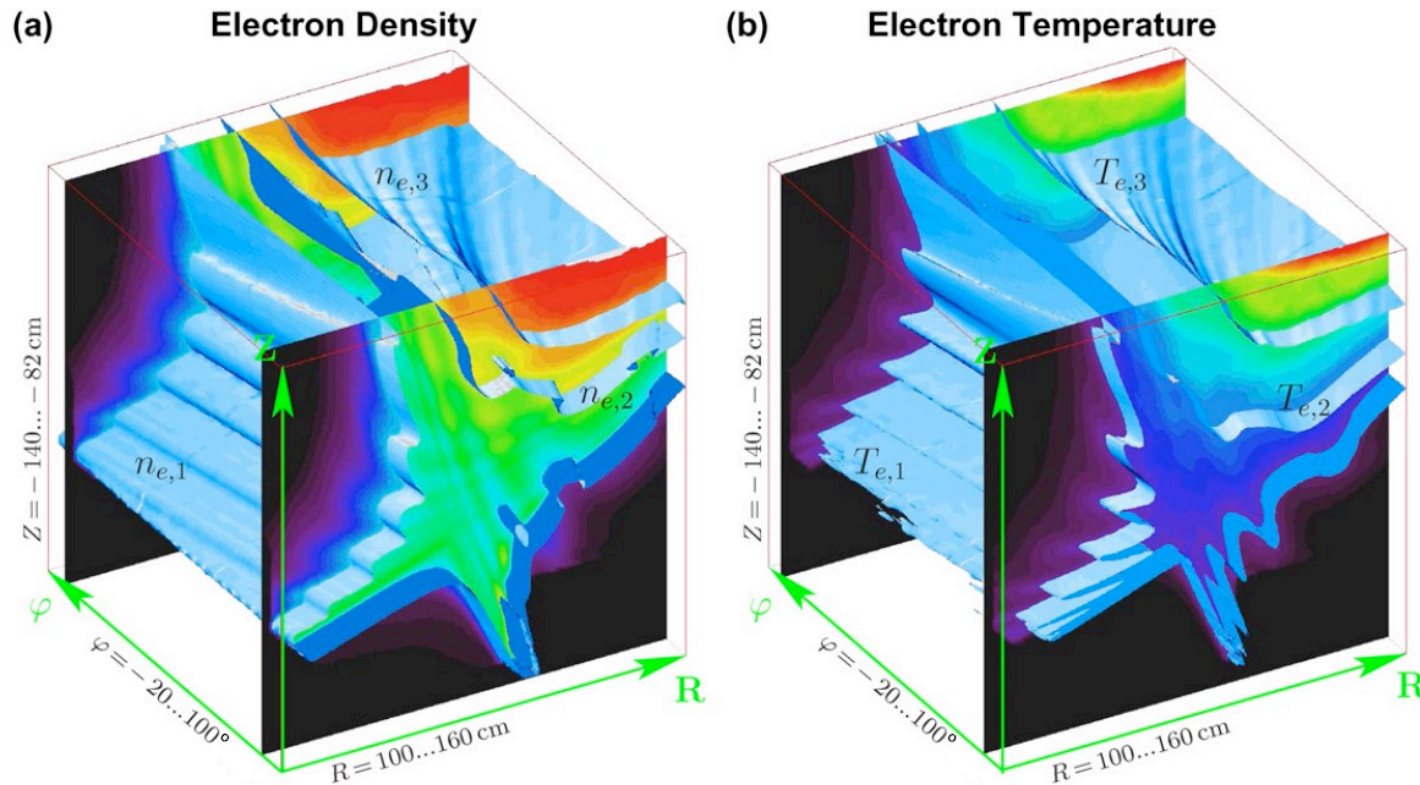 (a) Electron Density
n_{e,3}
n_{e,2}
n_{e,1}
Z
Z = −140... − 82 cm
φ
φ = −20...100°
R
R = 100...160 cm
(b) Electron Temperature
T_{e,3}
T_{e,2}
T_{e,1}
Z
Z = −140... − 82 cm
φ
φ = −20...100°
R
R = 100...160 cm